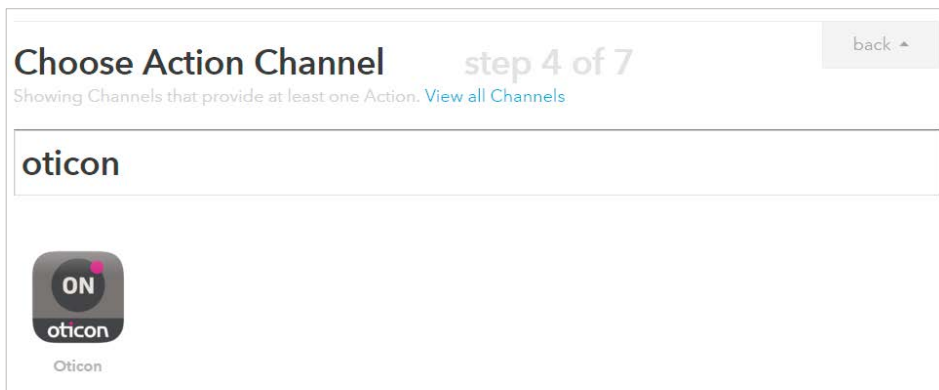 Choose Action Channel step 4 of 7 back
Showing Channels that provide at least one Action. View all Channels
oticon
ON
oticon
Oticon